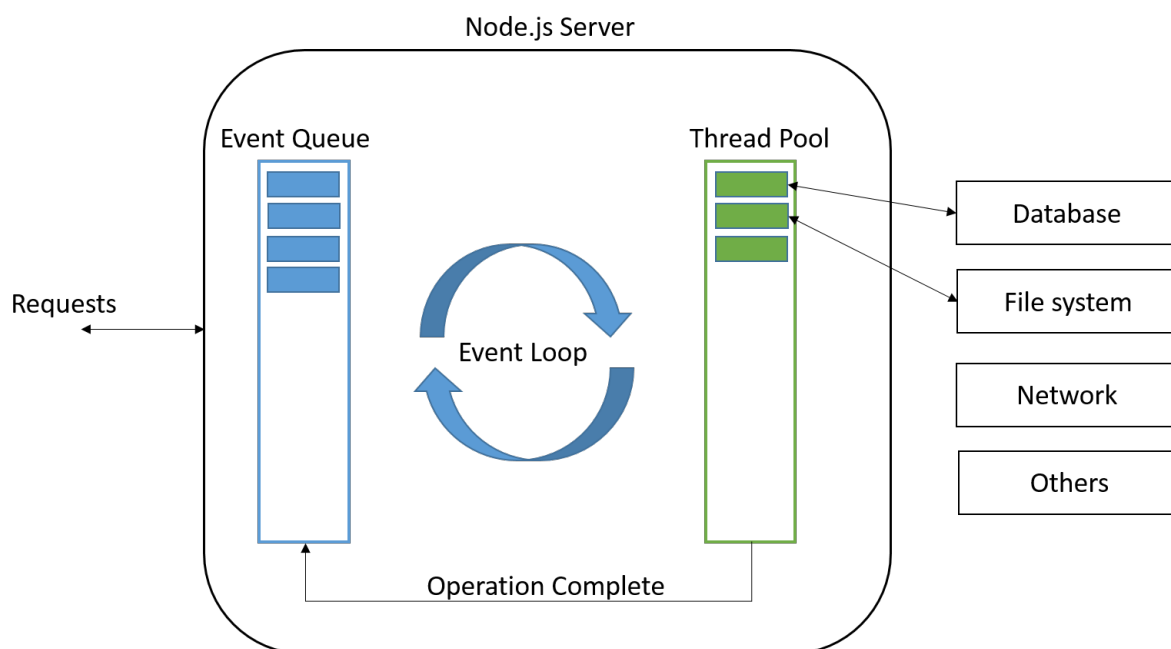 Node.js Server
Event Queue
Thread Pool
Database
Requests
File system
Event Loop
Network
Others
Operation Complete